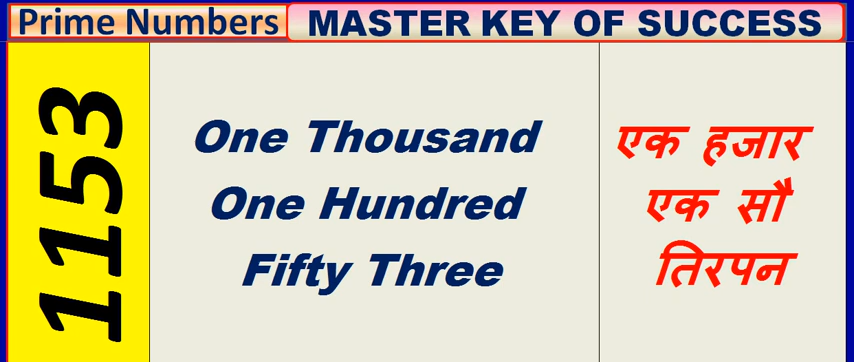 Prime Numbers
MASTER KEY OF SUCCESS
1153
One Thousand
One Hundred
Fifty Three
एक हजार
एक सौ
तिरपन